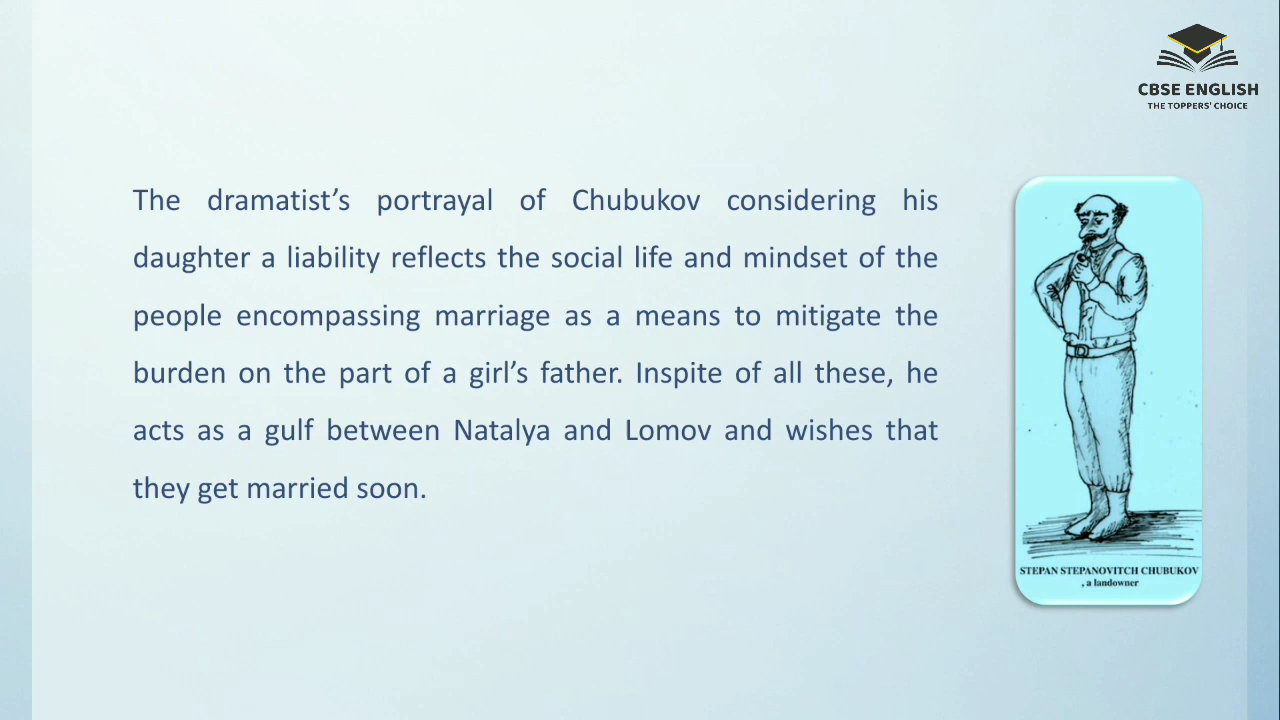 CBSE ENGLISH
THE TOPPERS' CHOICE
The dramatist’s portrayal of Chubukov considering his
daughter a liability reflects the social life and mindset of the
people encompassing marriage as a means to mitigate the
burden on the part of a girl’s father. Inspite of all these, he
acts as a gulf between Natalya and Lomov and wishes that
they get married soon.
STEPAN STEPANOVITCH CHUBUKOV
, a landowner